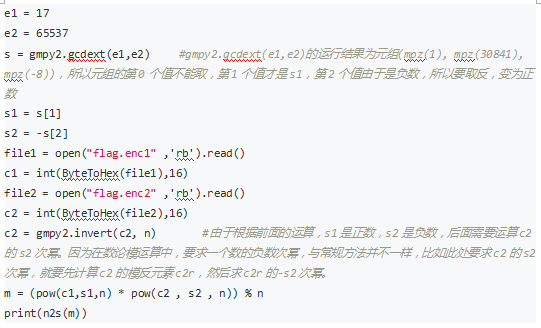 e1 = 17
e2 = 65537
s = gmpy2.gcdext(e1,e2)     #gmpy2.gcdext(e1,e2)的运行结果为元组(mpz(1), mpz(30841),
mpz(-8))，所以元组的第0 个值不能取，第1 个值才是 s1，第2 个值由于是负数，所以要取反，变为正
数
s1 = s[1]
s2 = -s[2]
file1 = open("flag.enc1" ,'rb').read()
c1 = int(ByteToHex(file1),16)
file2 = open("flag.enc2" ,'rb').read()
c2 = int(ByteToHex(file2),16)
c2 = gmpy2.invert(c2, n)      #由于根据前面的运算，s1 是正数，s2 是负数，后面需要运算c2
的 s2 次幂。因为在数论模运算中，要求一个数的负数次幂，与常规方法并不一样，比如此处要求c2 的 s2
次幂，就要先计算c2 的模反元素c2r，然后求c2r 的-s2 次幂。
m = (pow(c1,s1,n) * pow(c2 , s2 , n)) % n
print(n2s(m))